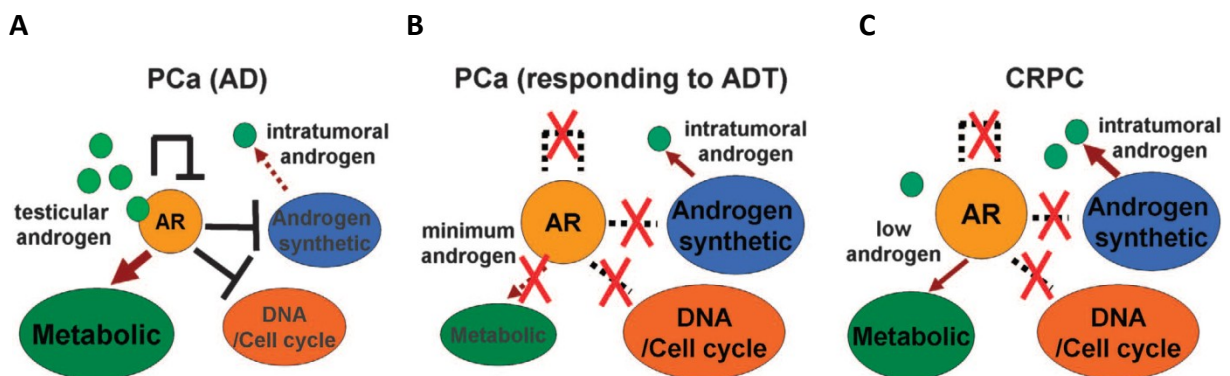 A
PCa (AD)
intratumoral
androgen
testicular
androgen
AR
Androgen
synthetic
Metabolic
DNA
/Cell cycle
B
PCa (responding to ADT)
intratumoral
androgen
AR
Androgen
synthetic
minimum
androgen
Metabolic
DNA
/Cell cycle
C
CRPC
intratumoral
androgen
AR
Androgen
synthetic
low
androgen
Metabolic
DNA
/Cell cycle